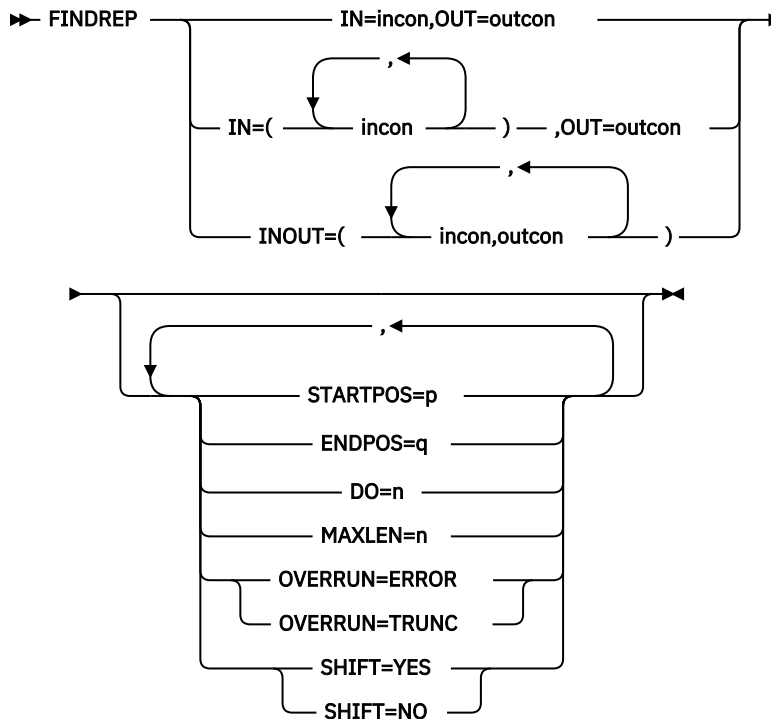 FINDREP IN=incon,OUT=outcon
,
IN=( incon ) ,OUT=outcon
,
INOUT=( incon,outcon )
,
STARTPOS=p
ENDPOS=q
DO=n
MAXLEN=n
OVERRUN=ERROR
OVERRUN=TRUNC
SHIFT=YES
SHIFT=NO